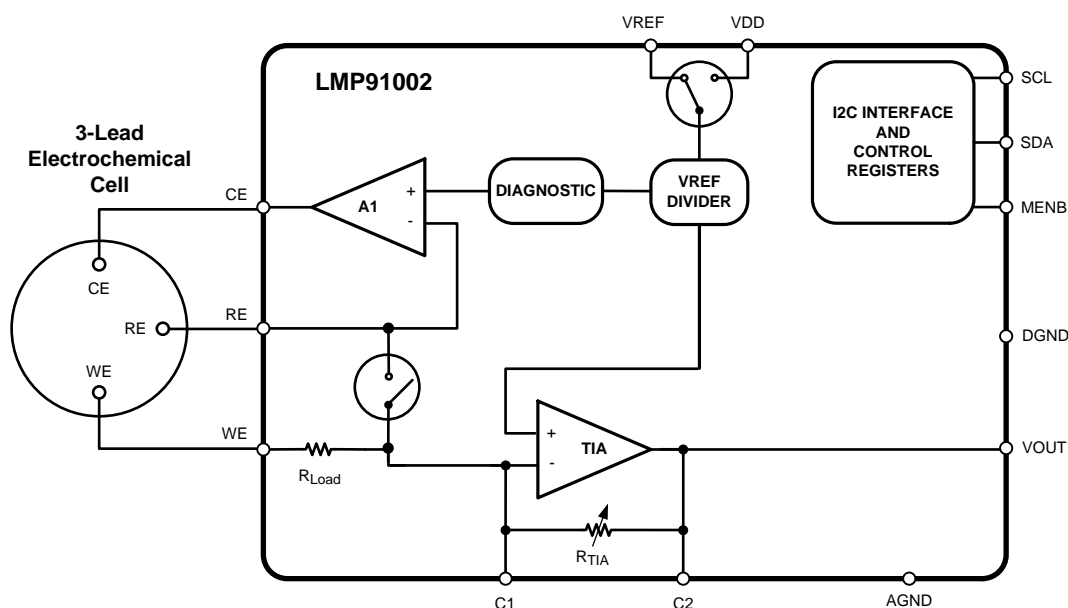 VREF
VDD
LMP91002
SCL
I2C INTERFACE
AND
CONTROL
REGISTERS
SDA
MENB
3-Lead
Electrochemical
Cell
CE
A1
+
-
DIAGNOSTIC
VREF
DIVIDER
CE
RE
RE
DGND
WE
WE
RLoad
+
-
TIA
VOUT
RTIA
C1
C2
AGND